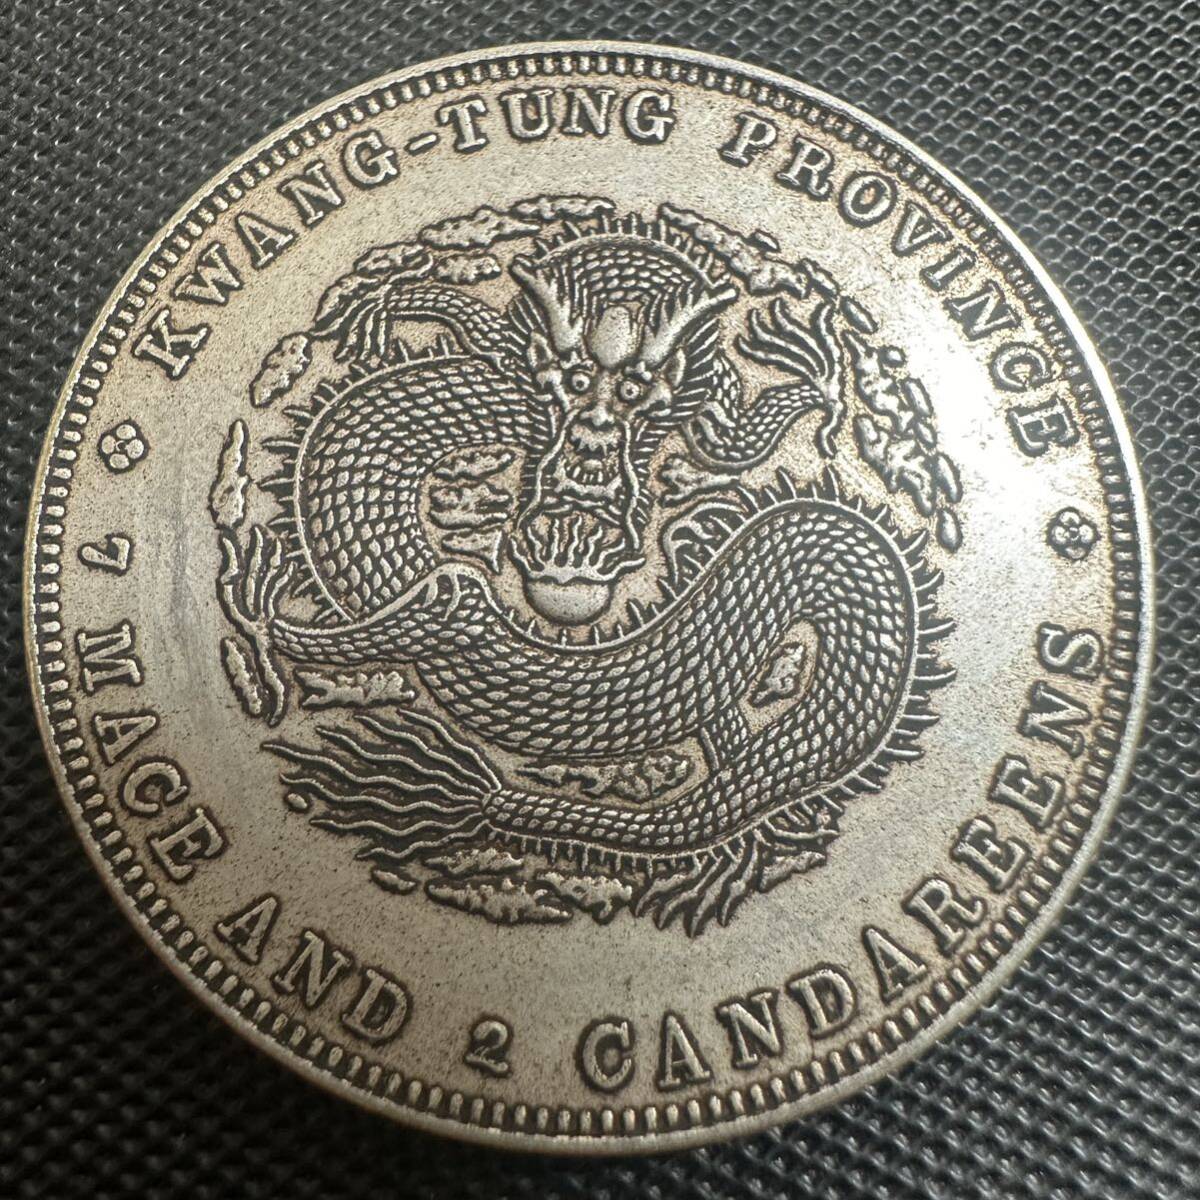 KWANG-TUNG PROVINCE
7 MACE AND 2 CANDAREENS